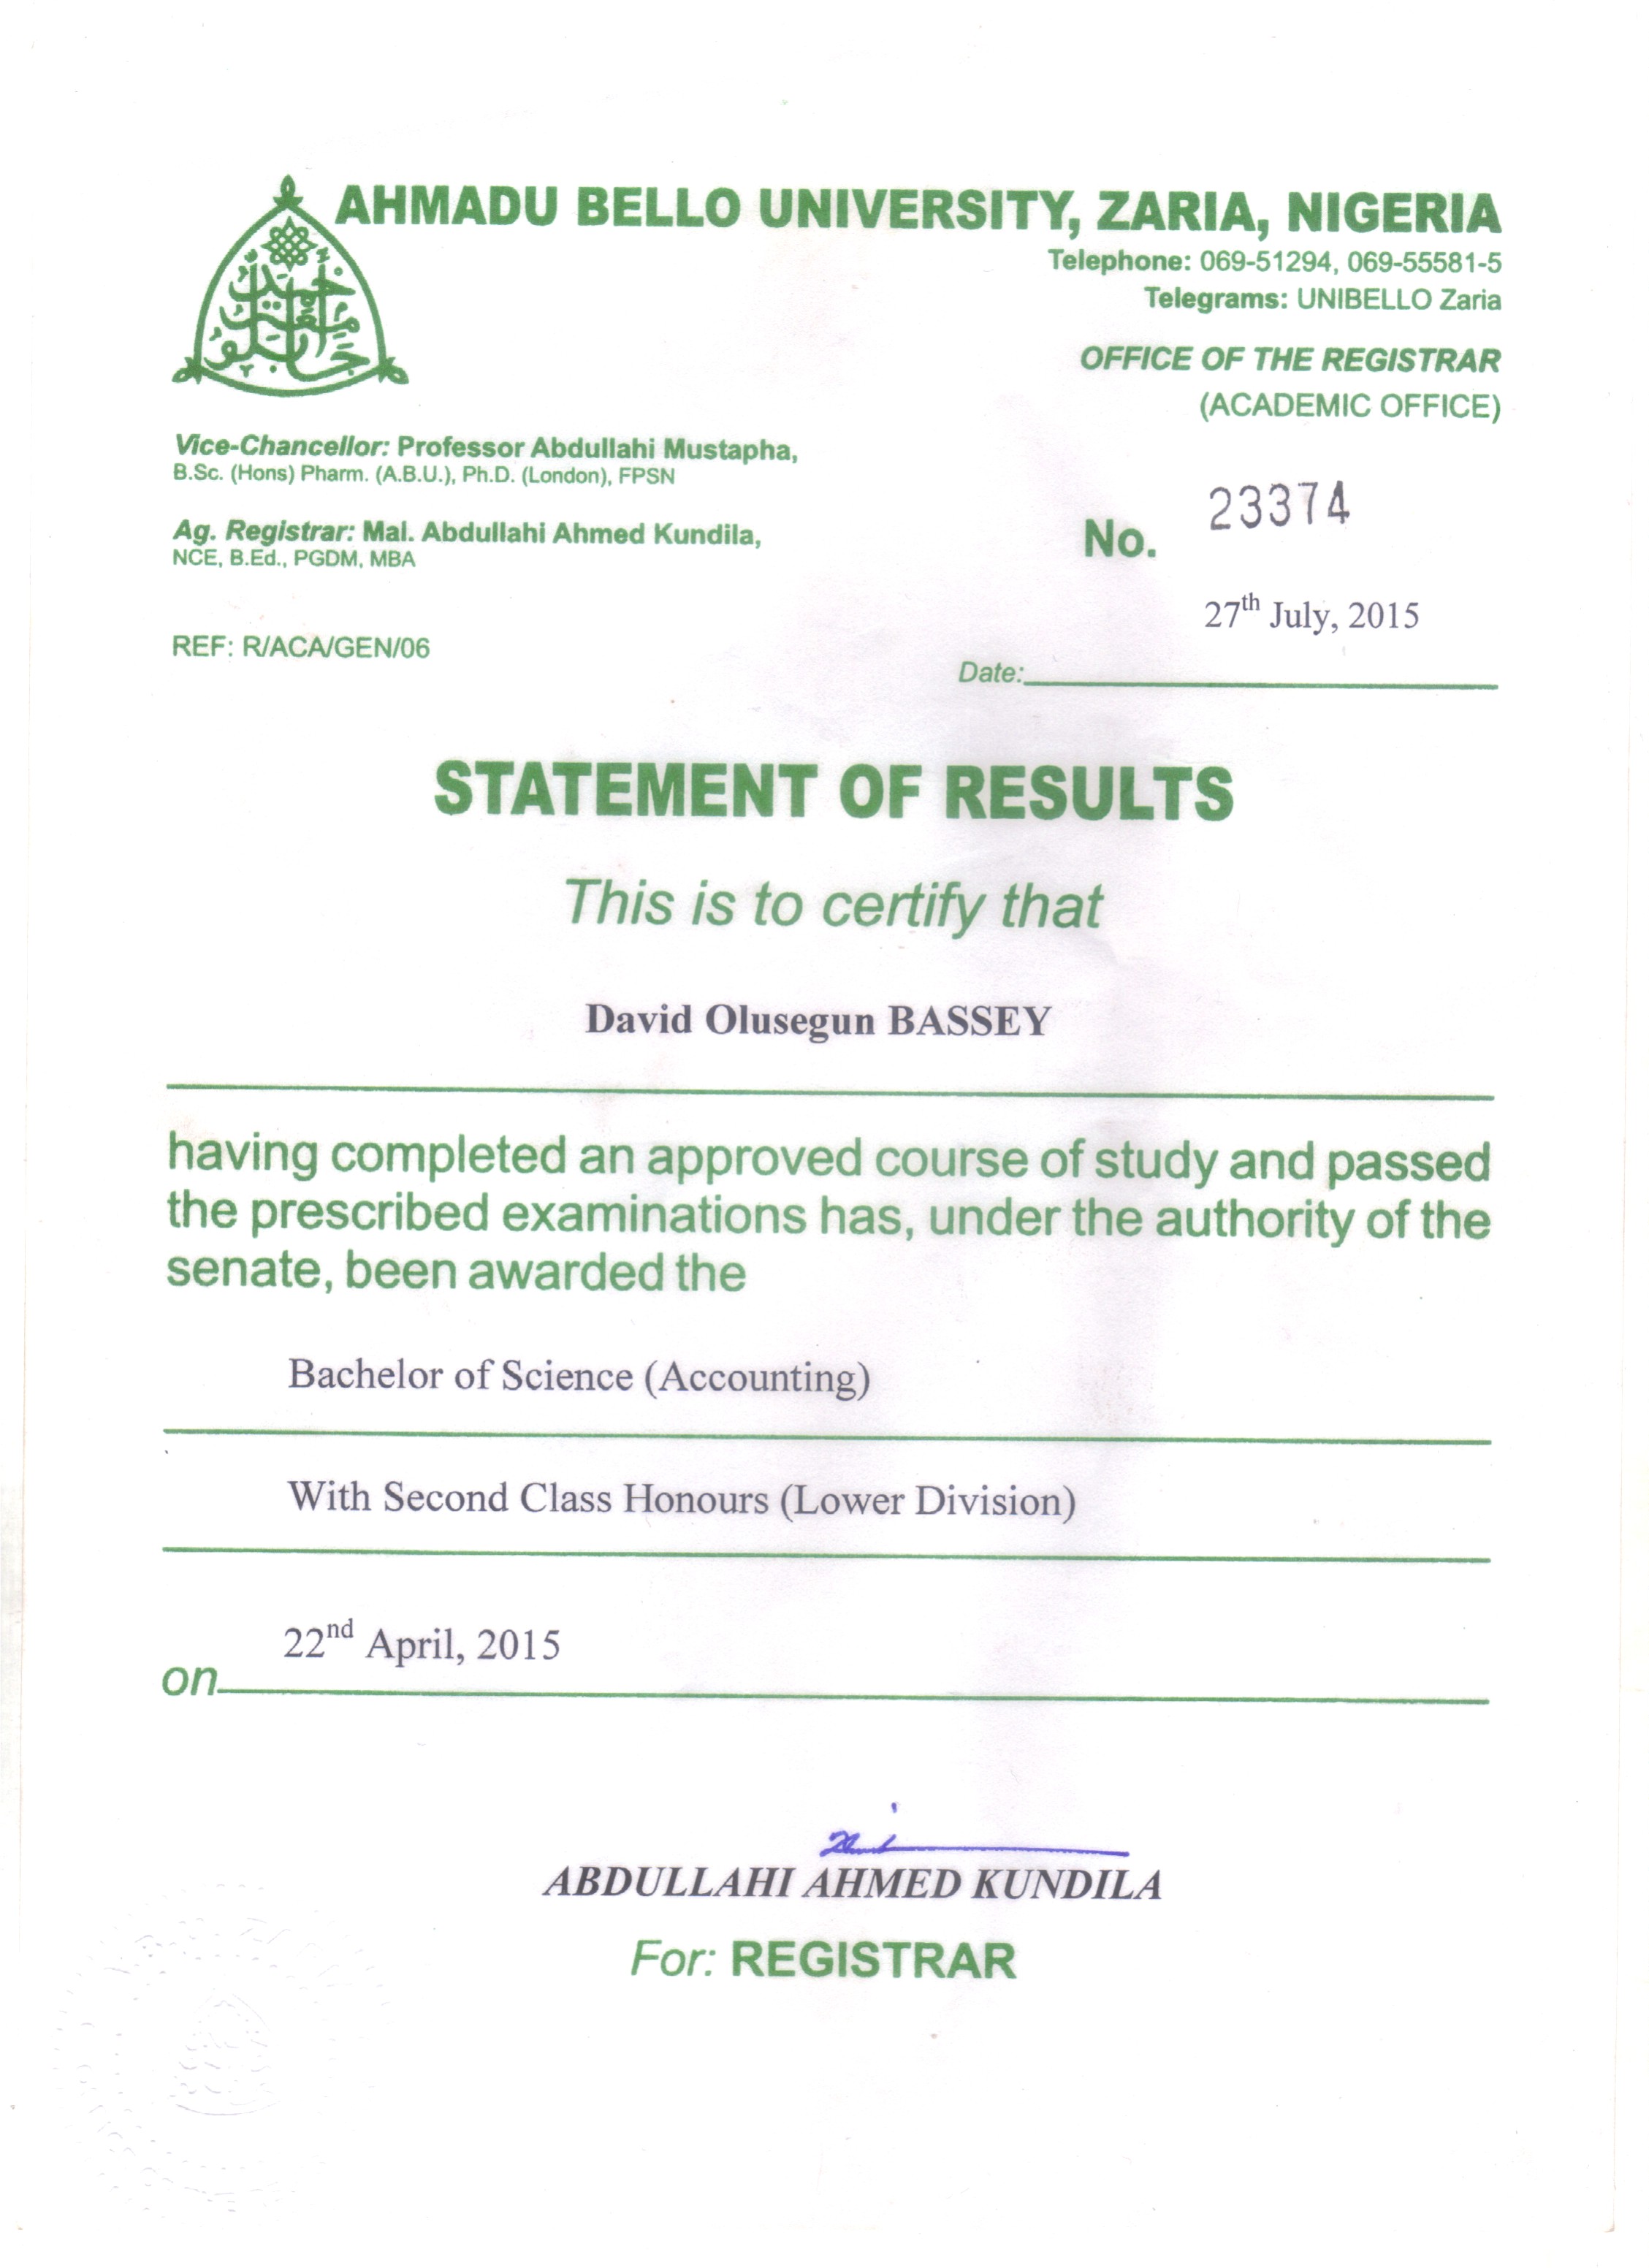 AHMADU BELLO UNIVERSITY, ZARIA, NIGERIA
Telephone: 069-51294, 069-55581-5
Telegrams: UNIBELLO Zaria
OFFICE OF THE REGISTRAR
(ACADEMIC OFFICE)
Vice-Chancellor: Professor Abdullahi Mustapha,
B.Sc. (Hons) Pharm. (A.B.U.), Ph.D. (London), FPSN
Ag. Registrar: Mal. Abdullahi Ahmed Kundila,
NCE, B.Ed., PGDM, MBA
No. 23374
REF: R/ACA/GEN/06
Date: 27th July, 2015
STATEMENT OF RESULTS
This is to certify that
David Olusegun BASSEY
having completed an approved course of study and passed
the prescribed examinations has, under the authority of the
senate, been awarded the
Bachelor of Science (Accounting)
With Second Class Honours (Lower Division)
on 22nd April, 2015
ABDULLAHI AHMED KUNDILA
For: REGISTRAR